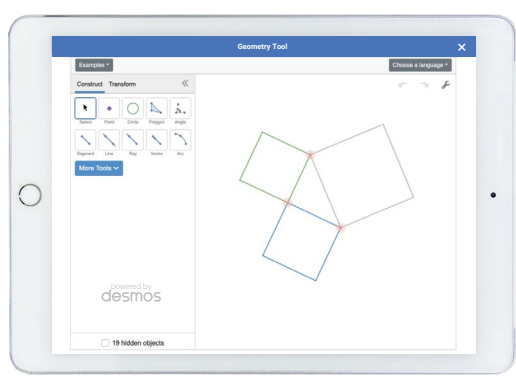 Geometry Tool
Examples
Choose a language
Construct Transform
Select Point Circle Polygon Angle
Segment Line Ray Vector Arc
More Tools
powered by
desmos
19 hidden objects